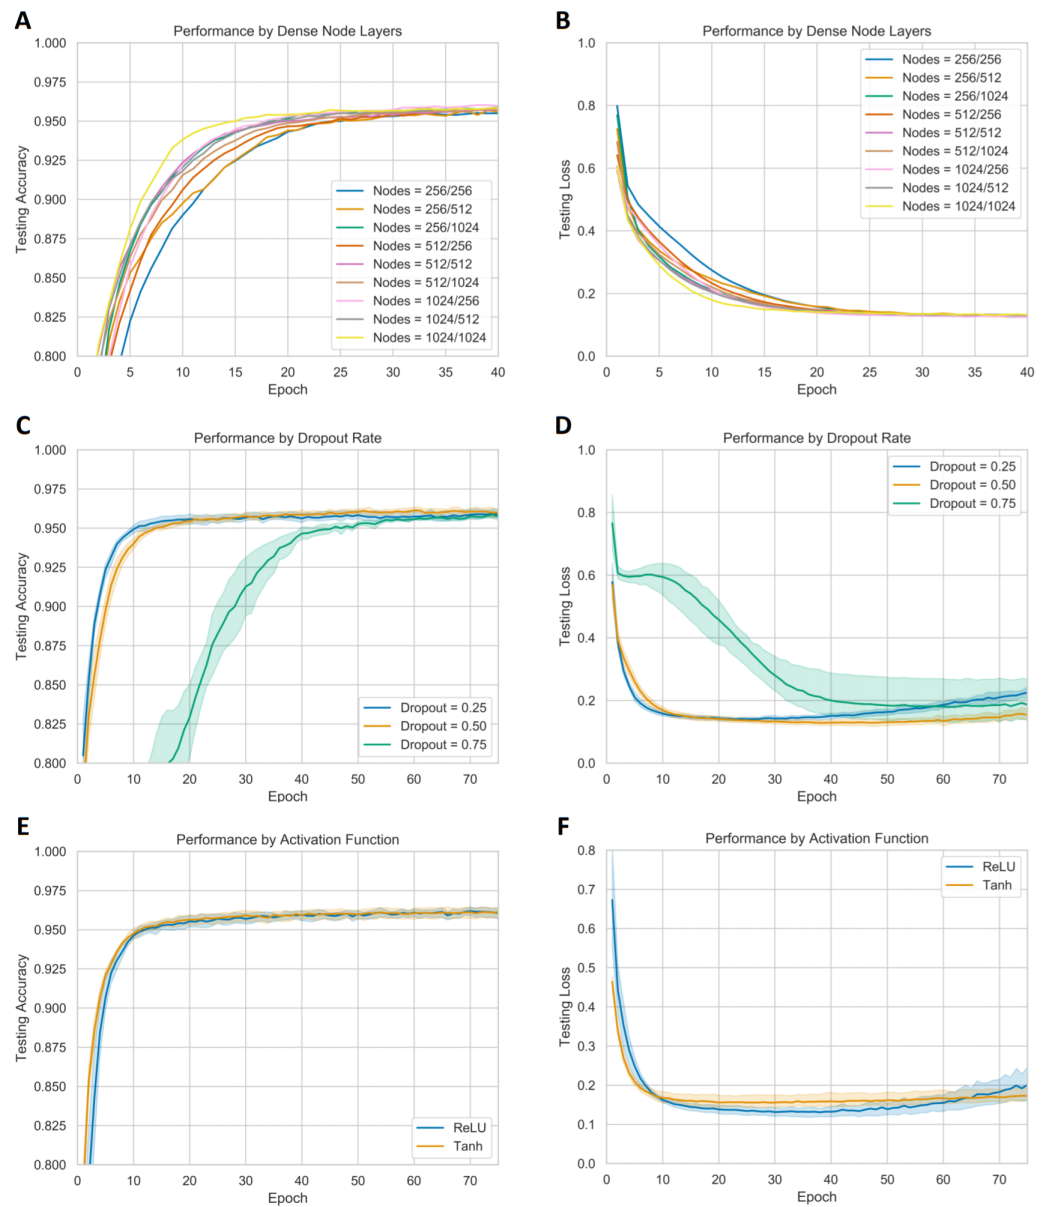 A
Performance by Dense Node Layers
1.000
0.975
0.950
0.925
0.900
0.875
0.850
0.825
0.800
Testing Accuracy
Nodes = 256/256
Nodes = 256/512
Nodes = 256/1024
Nodes = 512/256
Nodes = 512/512
Nodes = 512/1024
Nodes = 1024/256
Nodes = 1024/512
Nodes = 1024/1024
0 5 10 15 20 25 30 35 40
Epoch
B
Performance by Dense Node Layers
1.0
0.8
0.6
0.4
0.2
0.0
Testing Loss
Nodes = 256/256
Nodes = 256/512
Nodes = 256/1024
Nodes = 512/256
Nodes = 512/512
Nodes = 512/1024
Nodes = 1024/256
Nodes = 1024/512
Nodes = 1024/1024
0 5 10 15 20 25 30 35 40
Epoch
C
Performance by Dropout Rate
1.000
0.975
0.950
0.925
0.900
0.875
0.850
0.825
0.800
Testing Accuracy
Dropout = 0.25
Dropout = 0.50
Dropout = 0.75
0 10 20 30 40 50 60 70
Epoch
D
Performance by Dropout Rate
1.0
0.8
0.6
0.4
0.2
0.0
Testing Loss
Dropout = 0.25
Dropout = 0.50
Dropout = 0.75
0 10 20 30 40 50 60 70
Epoch
E
Performance by Activation Function
1.000
0.975
0.950
0.925
0.900
0.875
0.850
0.825
0.800
Testing Accuracy
ReLU
Tanh
0 10 20 30 40 50 60 70
Epoch
F
Performance by Activation Function
0.8
0.7
0.6
0.5
0.4
0.3
0.2
0.1
0.0
Testing Loss
ReLU
Tanh
0 10 20 30 40 50 60 70
Epoch